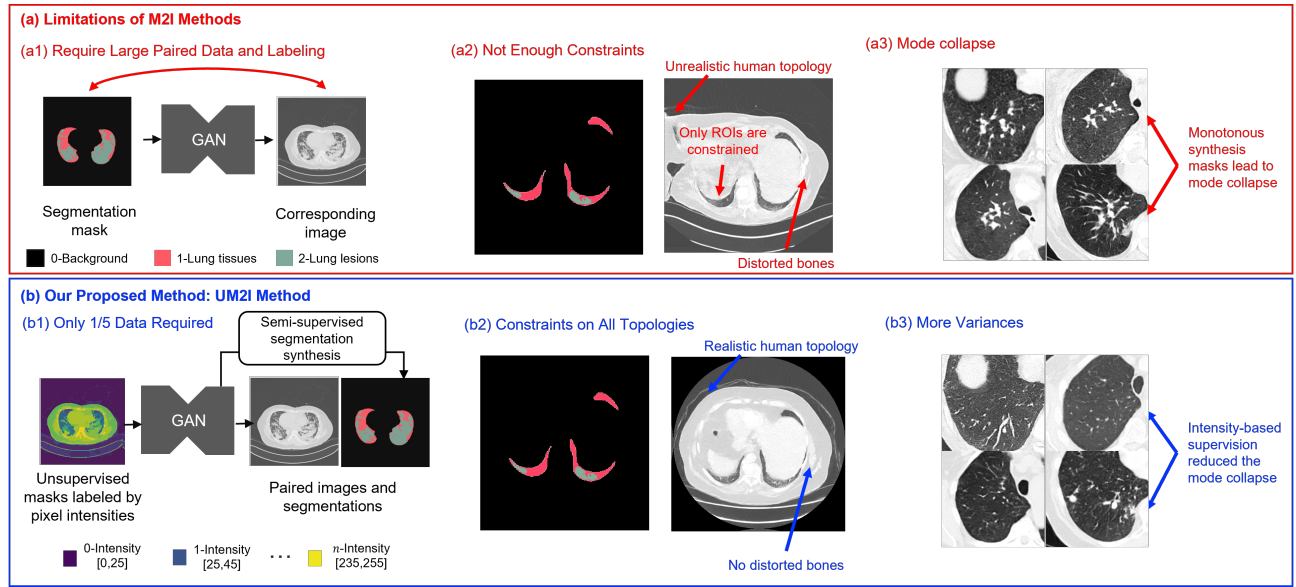 (a) Limitations of M2I Methods
(a1) Require Large Paired Data and Labeling
GAN
Segmentation
mask
Corresponding
image
0-Background
1-Lung tissues
2-Lung lesions
(a2) Not Enough Constraints
Unrealistic human topology
Only ROIs are
constrained
Distorted bones
(a3) Mode collapse
Monotonous
synthesis
masks lead to
mode collapse
(b) Our Proposed Method: UM2I Method
(b1) Only 1/5 Data Required
Semi-supervised
segmentation
synthesis
GAN
Unsupervised
masks labeled by
pixel intensities
Paired images and
segmentations
0-Intensity
[0,25]
1-Intensity
[25,45]
...
n-Intensity
[235,255]
(b2) Constraints on All Topologies
Realistic human topology
No distorted bones
(b3) More Variances
Intensity-based
supervision
reduced the
mode collapse